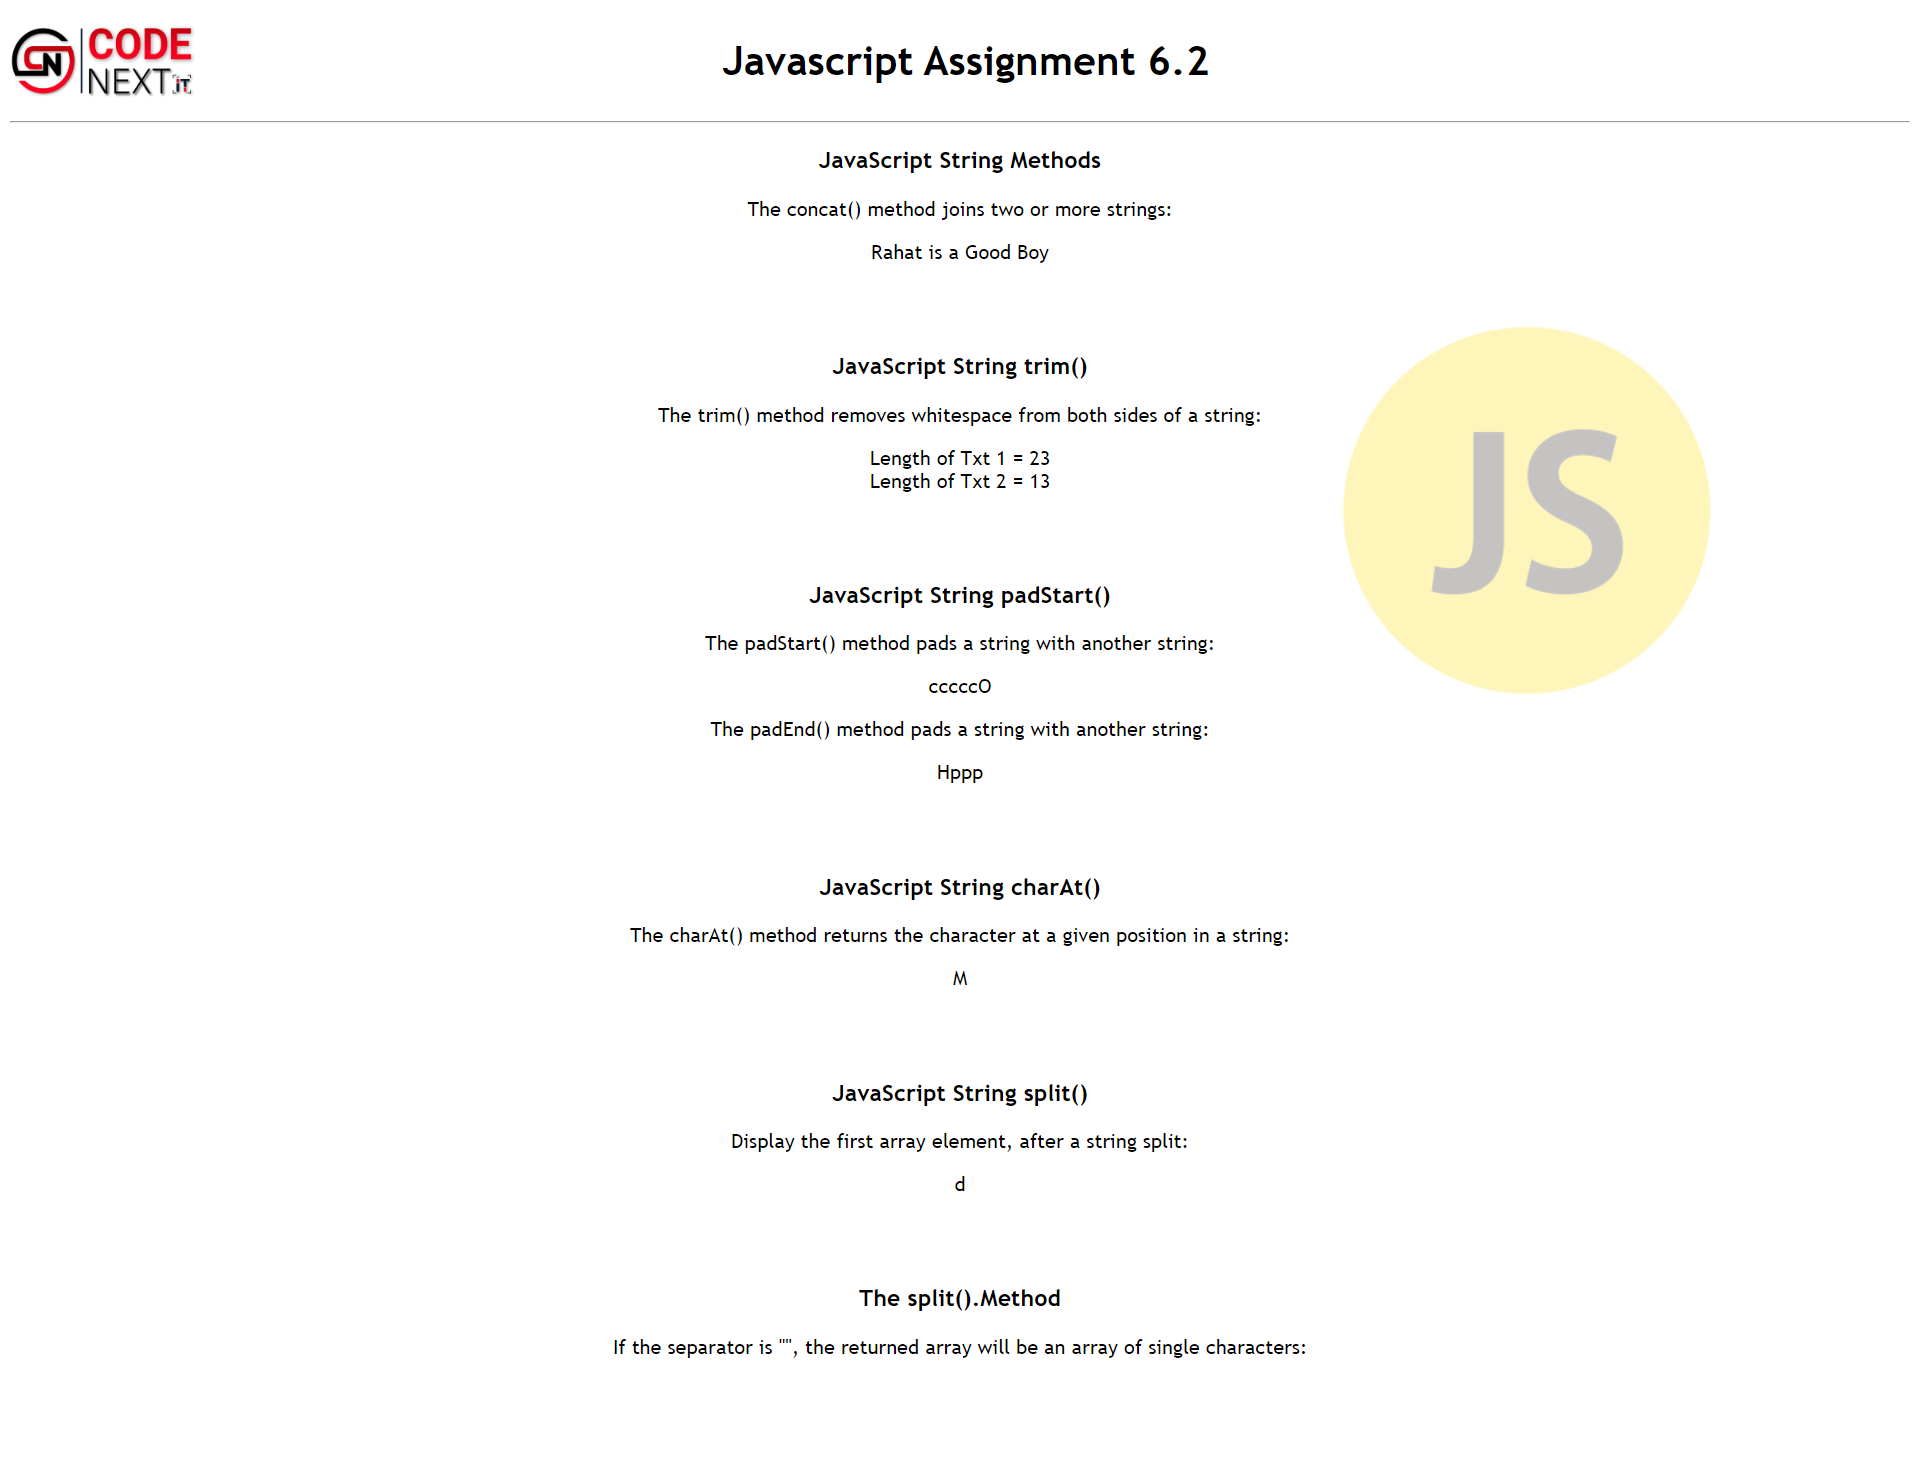 CODE
NEXT iT
Javascript Assignment 6.2
JavaScript String Methods
The concat() method joins two or more strings:
Rahat is a Good Boy
JavaScript String trim()
The trim() method removes whitespace from both sides of a string:
Length of Txt 1 = 23
Length of Txt 2 = 13
JS
JavaScript String padStart()
The padStart() method pads a string with another string:
cccccO
The padEnd() method pads a string with another string:
Hppp
JavaScript String charAt()
The charAt() method returns the character at a given position in a string:
M
JavaScript String split()
Display the first array element, after a string split:
d
The split().Method
If the separator is "", the returned array will be an array of single characters: